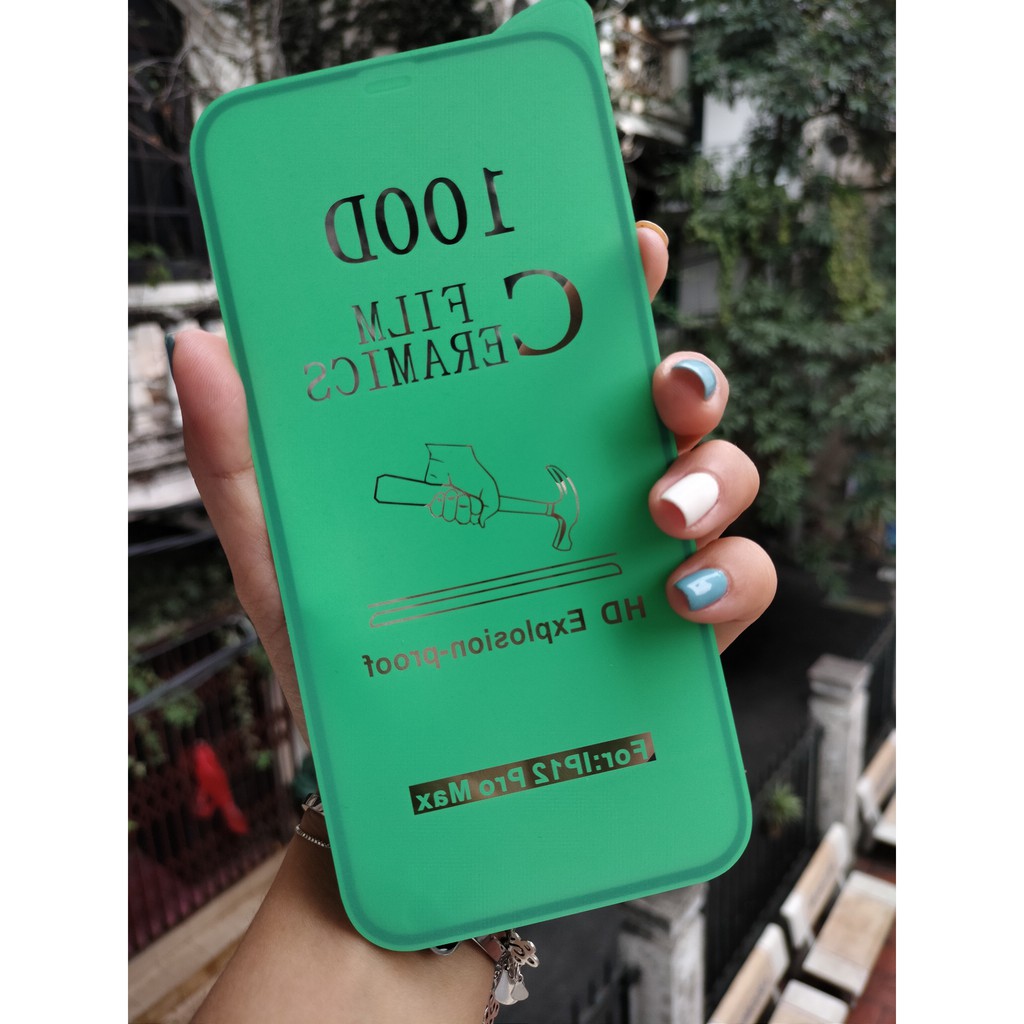 100D
FILM
CERAMICS
HD Explosion-proof
For:IP12 Pro Max